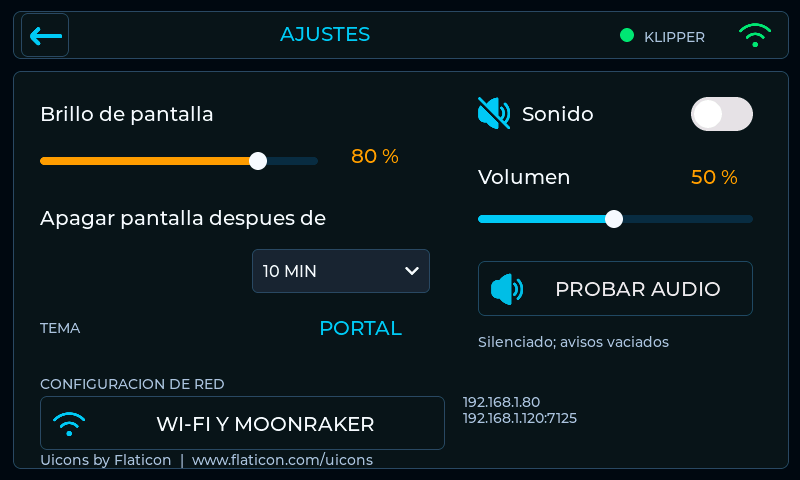 AJUSTES
KLIPPER
Brillo de pantalla
80 %
Apagar pantalla despues de
10 MIN
TEMA
PORTAL
CONFIGURACION DE RED
WI-FI Y MOONRAKER
Uicons by Flaticon | www.flaticon.com/uicons
Sonido
Volumen
50 %
PROBAR AUDIO
Silenciado; avisos vaciados
192.168.1.80
192.168.1.120:7125